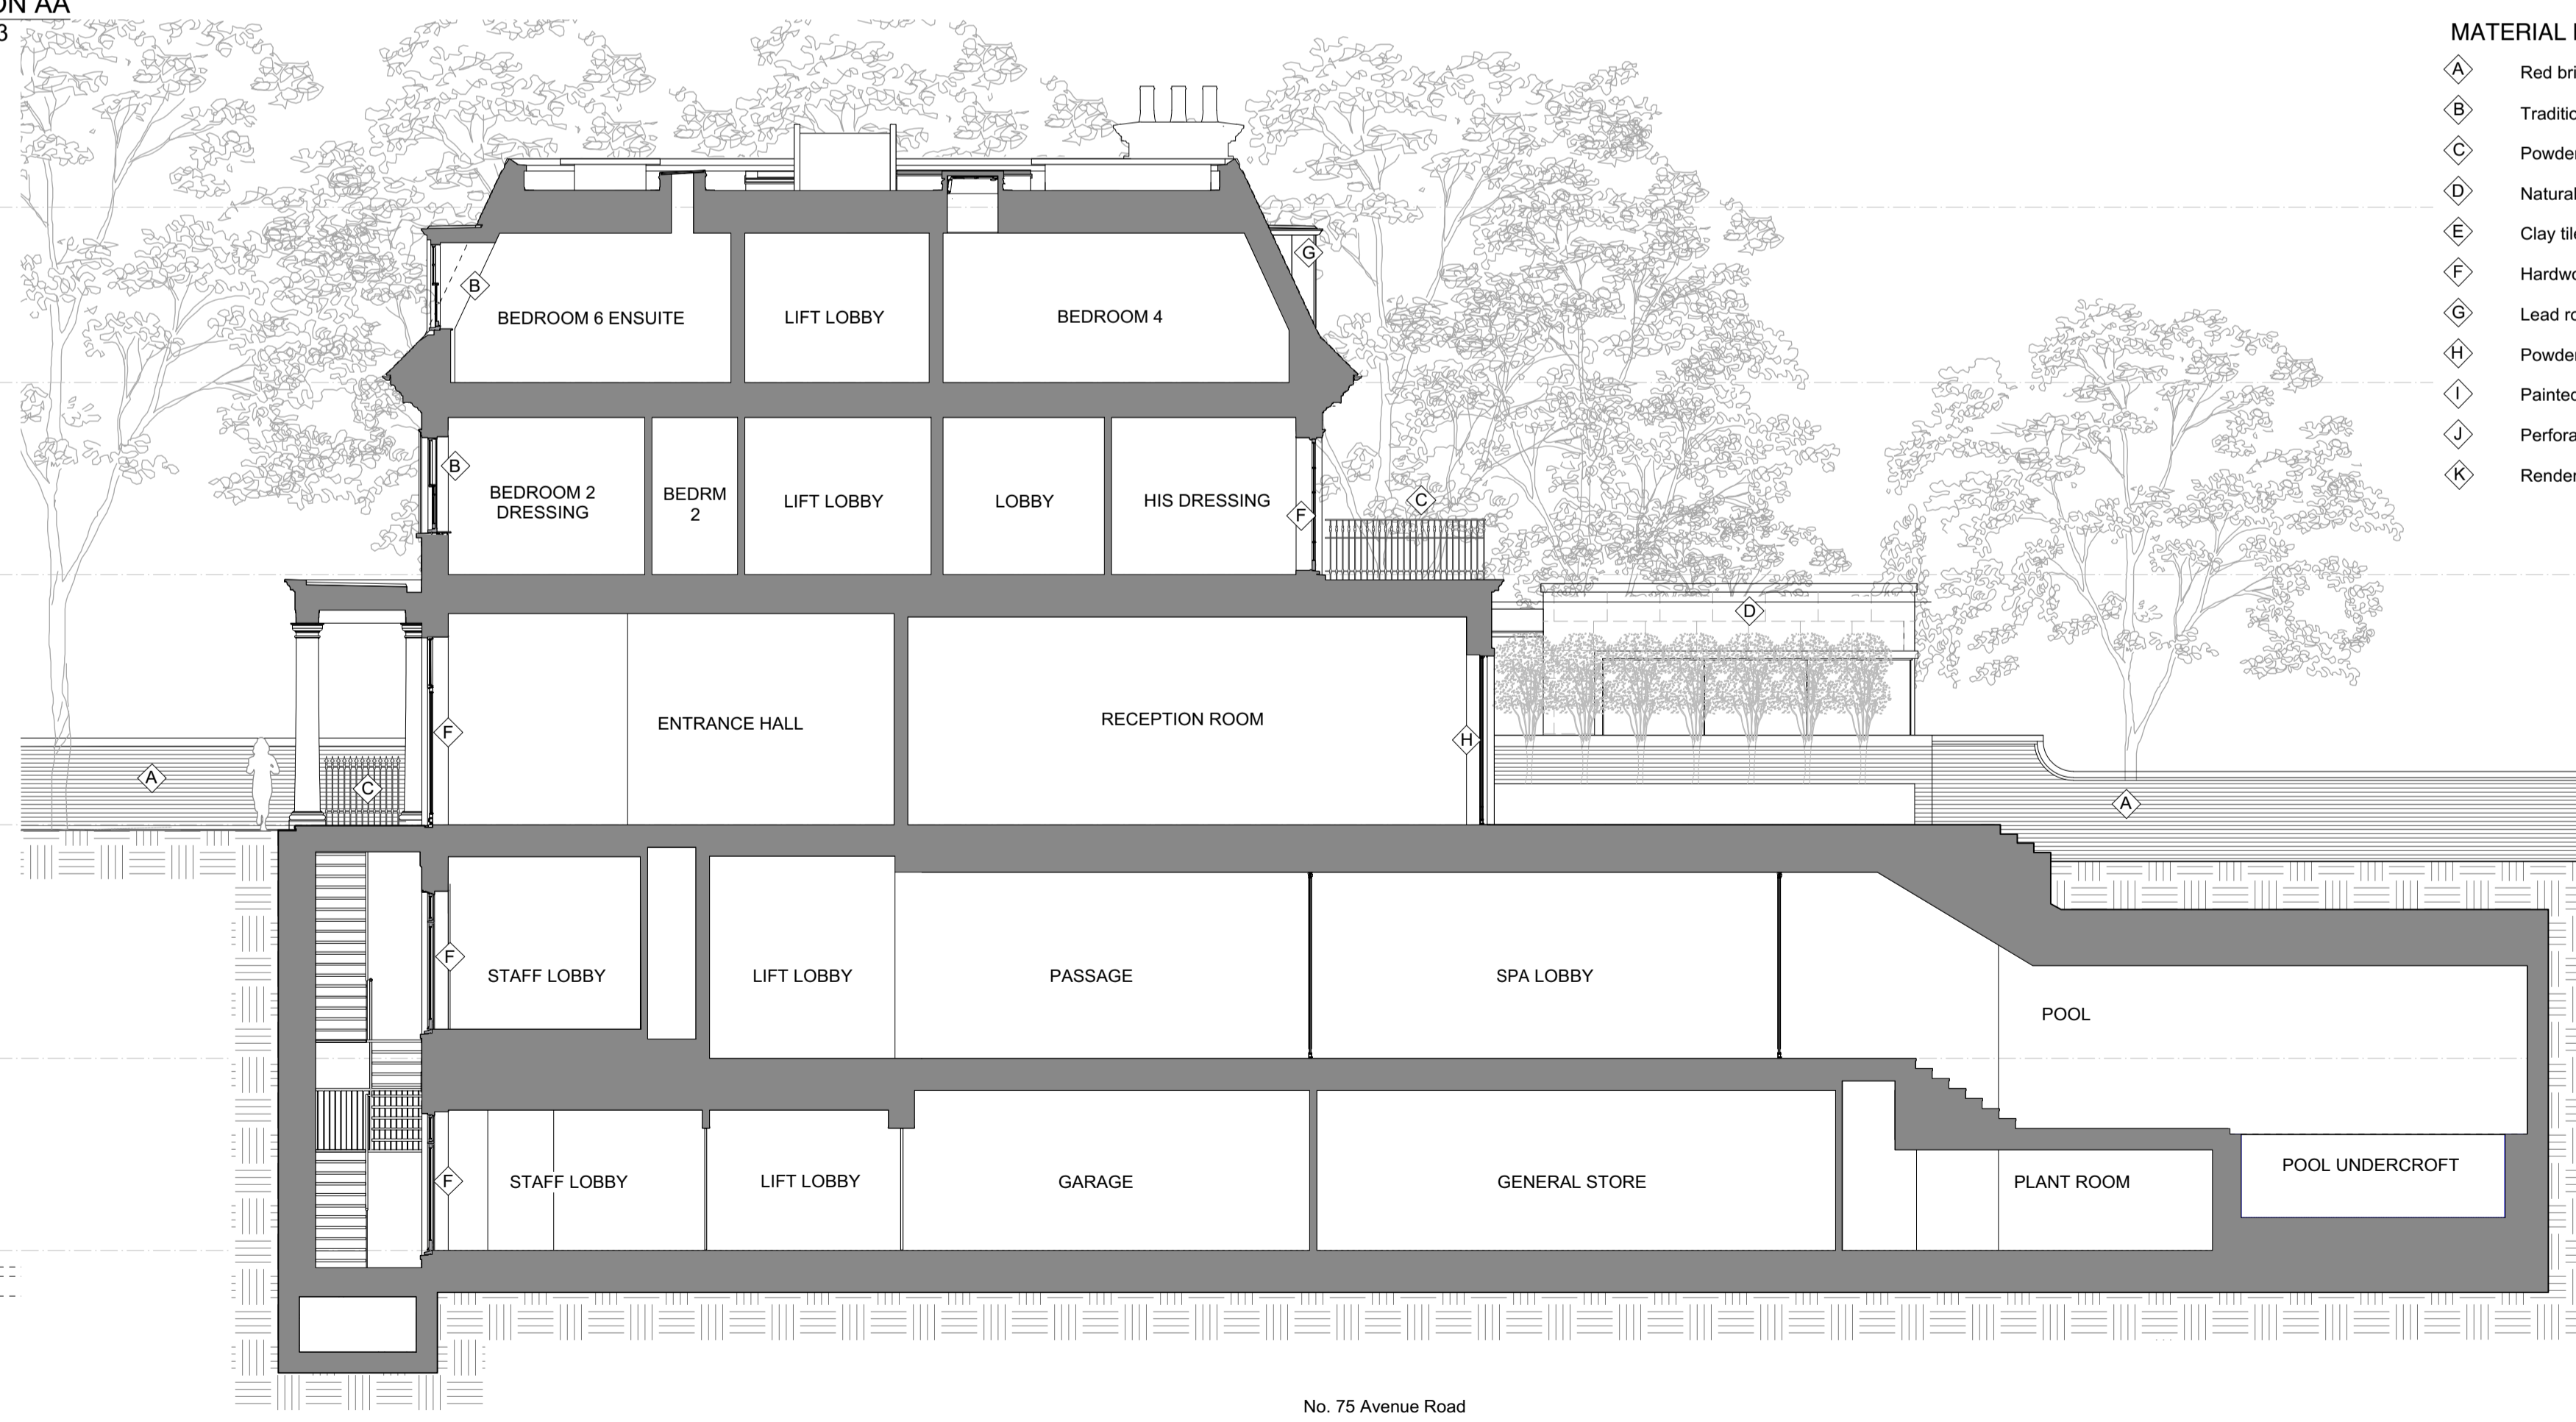 ON AA
3
MATERIAL
A Red bri
B Traditio
C Powder
D Natural
E Clay tile
F Hardwo
G Lead ro
H Powder
I Painted
J Perfora
K Render
G
B
BEDROOM 6 ENSUITE
LIFT LOBBY
BEDROOM 4
B
BEDROOM 2
DRESSING
BEDRM
2
LIFT LOBBY
LOBBY
HIS DRESSING
F
C
D
A
C
F
ENTRANCE HALL
RECEPTION ROOM
H
A
F
STAFF LOBBY
LIFT LOBBY
PASSAGE
SPA LOBBY
POOL
F
STAFF LOBBY
LIFT LOBBY
GARAGE
GENERAL STORE
PLANT ROOM
POOL UNDERCROFT
No. 75 Avenue Road